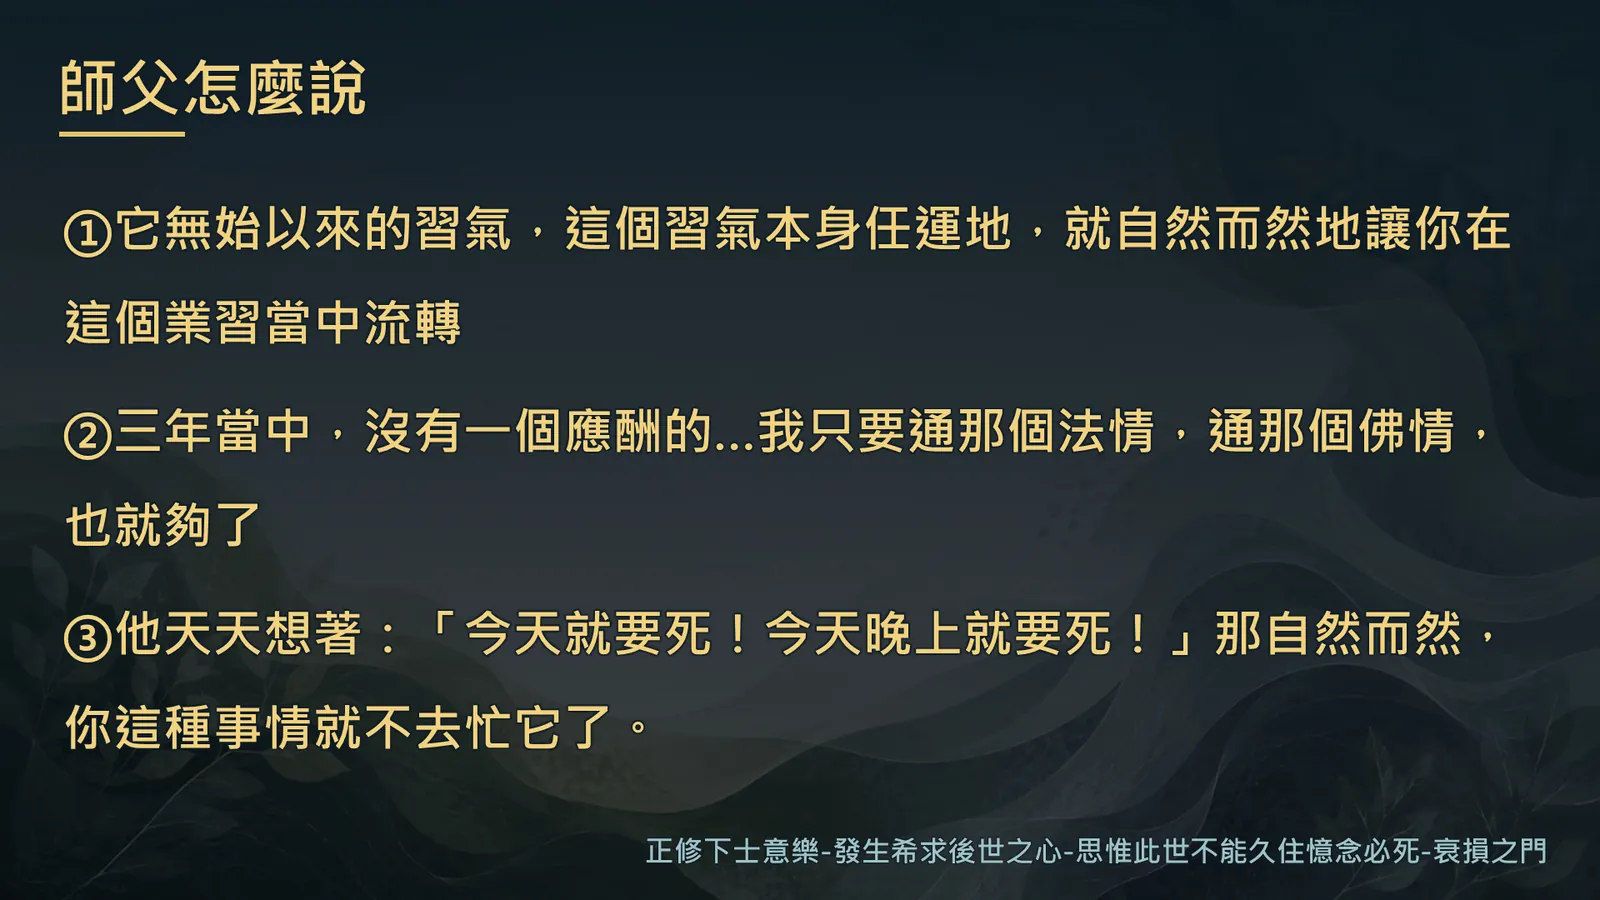 師父怎麼說
①它無始以來的習氣，這個習氣本身任運地，就自然而然地讓你在
這個業習當中流轉
②三年當中，沒有一個應酬的...我只要通那個法情，通那個佛情，
也就夠了
③他天天想著：「今天就要死！今天晚上就要死！」那自然而然，
你這種事情就不去忙它了。
正修下士意樂-發生希求後世之心-思惟此世不能久住憶念必死-衰損之門